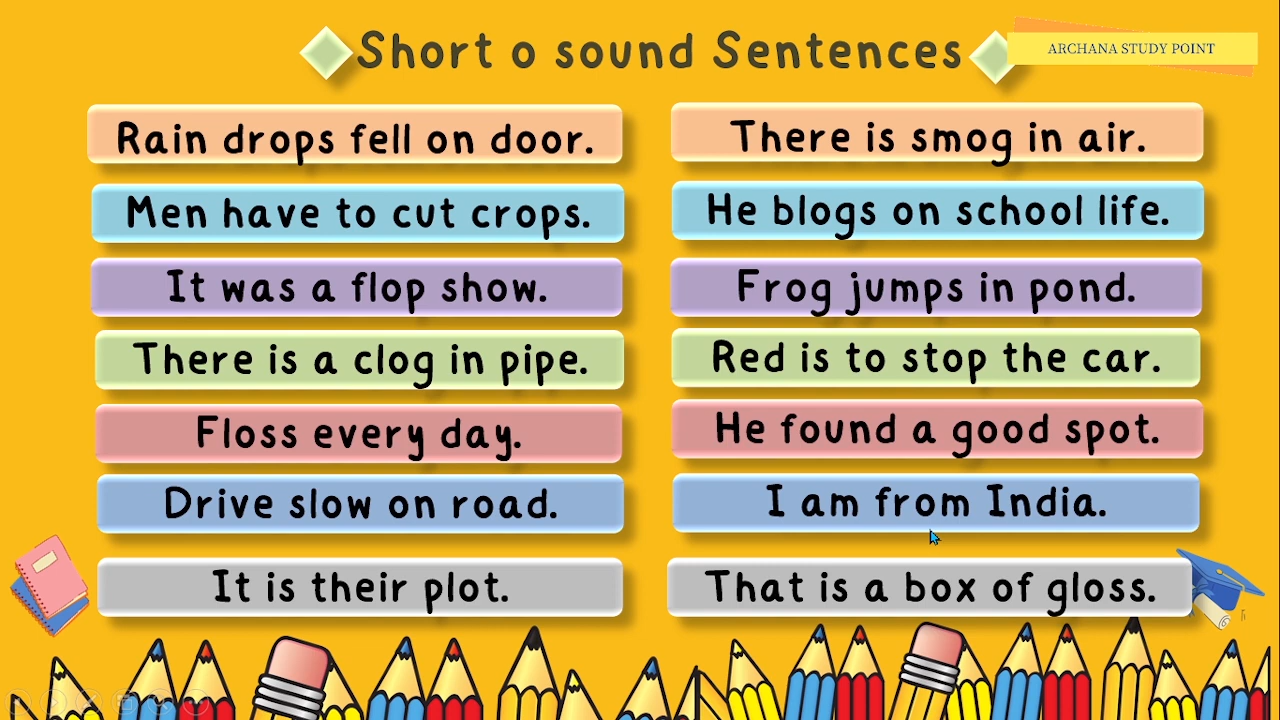 Short o sound Sentences
ARCHANA STUDY POINT
Rain drops fell on door.
Men have to cut crops.
It was a flop show.
There is a clog in pipe.
Floss every day.
Drive slow on road.
It is their plot.
There is smog in air.
He blogs on school life.
Frog jumps in pond.
Red is to stop the car.
He found a good spot.
I am from India.
That is a box of gloss.